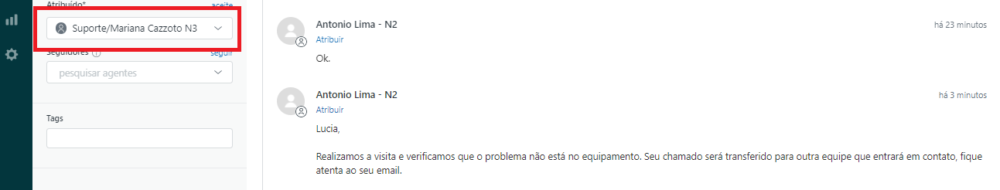 Atribuído*
aceite
Suporte/Mariana Cazzoto N3
Seguidores
seguir
pesquisar agentes
Tags
Antonio Lima - N2
há 23 minutos
Atribuir
Ok.
Antonio Lima - N2
há 3 minutos
Atribuir
Lucia,
Realizamos a visita e verificamos que o problema não está no equipamento. Seu chamado será transferido para outra equipe que entrará em contato, fique
atenta ao seu email.